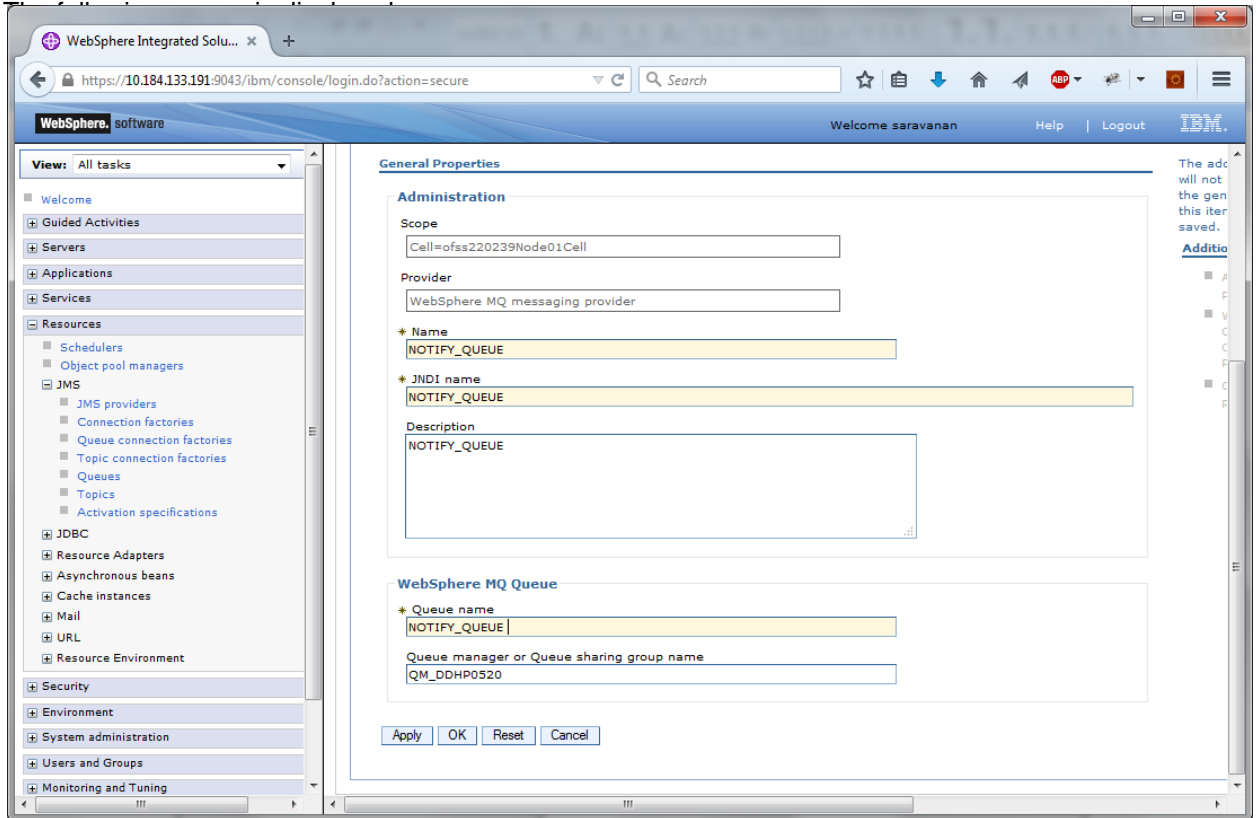 WebSphere Integrated Solu... × +
https://10.184.133.191:9043/ibm/console/login.do?action=secure
Search
ABP
WebSphere. software
Welcome saravanan
Help | Logout
IBM.
View: All tasks
Welcome
Guided Activities
Servers
Applications
Services
Resources
Schedulers
Object pool managers
JMS
JMS providers
Connection factories
Queue connection factories
Topic connection factories
Queues
Topics
Activation specifications
JDBC
Resource Adapters
Asynchronous beans
Cache instances
Mail
URL
Resource Environment
Security
Environment
System administration
Users and Groups
Monitoring and Tuning
General Properties
Administration
Scope
Cell=ofss220239Node01Cell
Provider
WebSphere MQ messaging provider
* Name
NOTIFY_QUEUE
* JNDI name
NOTIFY_QUEUE
Description
NOTIFY_QUEUE
WebSphere MQ Queue
* Queue name
NOTIFY_QUEUE
Queue manager or Queue sharing group name
QM_DDHP0520
Apply OK Reset Cancel
The
will not
the gen
this
saved.